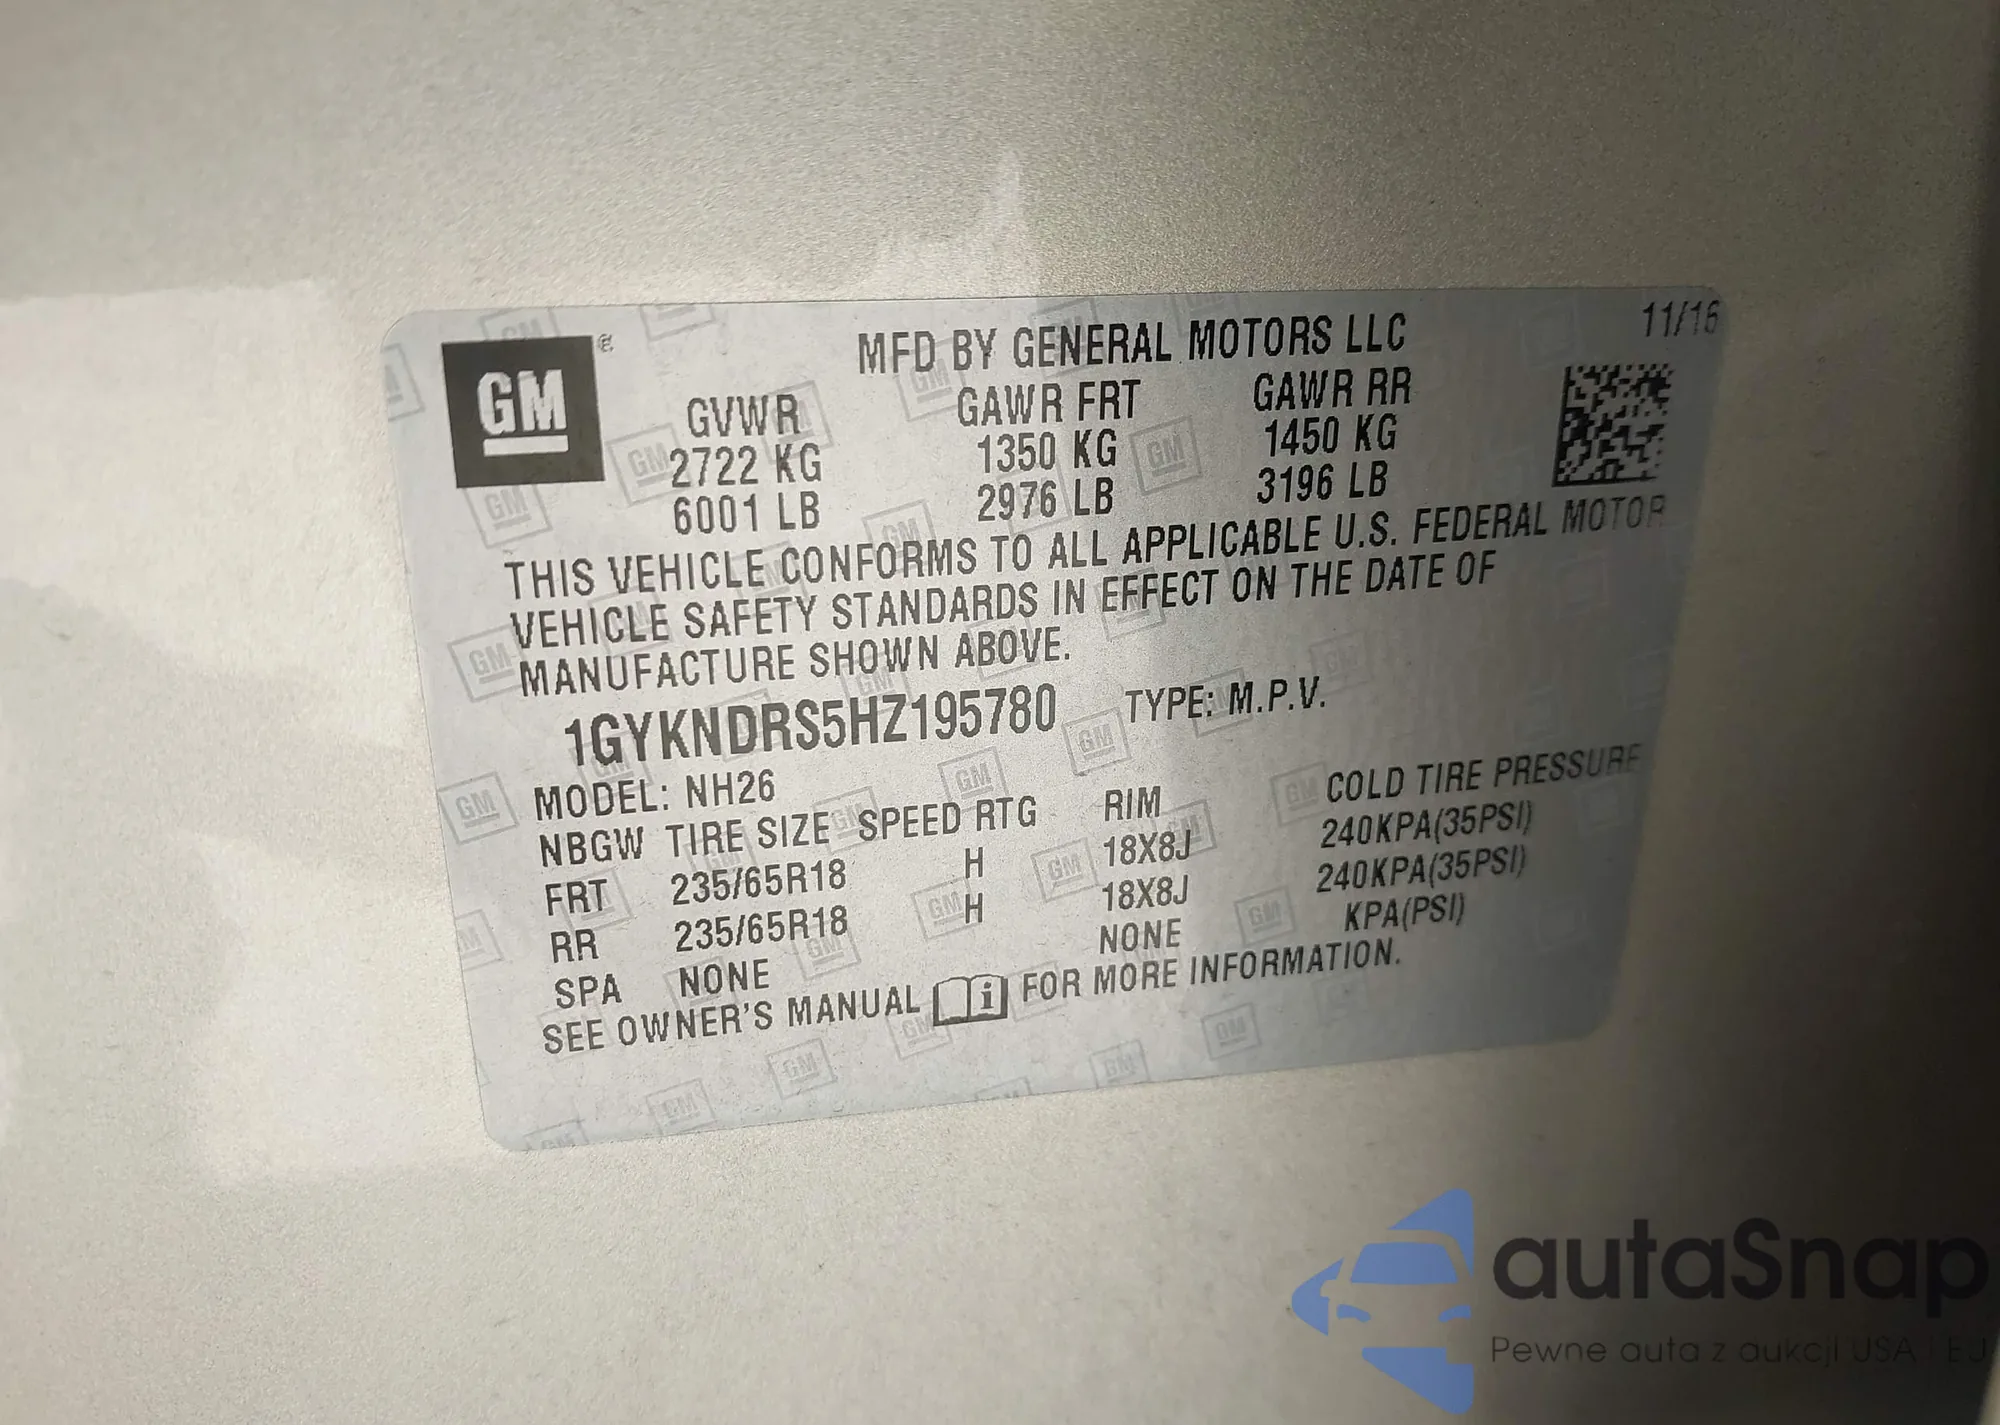 11/16
GM
MFD BY GENERAL MOTORS LLC
GVWR GAWR FRT GAWR RR
2722 KG 1350 KG 1450 KG
6001 LB 2976 LB 3196 LB
THIS VEHICLE CONFORMS TO ALL APPLICABLE U.S. FEDERAL MOTOR
VEHICLE SAFETY STANDARDS IN EFFECT ON THE DATE OF
MANUFACTURE SHOWN ABOVE.
1GYKNDRS5HZ195780 TYPE: M.P.V.
MODEL: NH26
NBGW TIRE SIZE SPEED RTG RIM COLD TIRE PRESSURE
FRT 235/65R18 H 18X8J 240KPA(35PSI)
RR 235/65R18 H 18X8J 240KPA(35PSI)
SPA NONE NONE KPA(PSI)
SEE OWNER'S MANUAL i FOR MORE INFORMATION.
autaSnap
Pewne auta z aukcji USA i EU